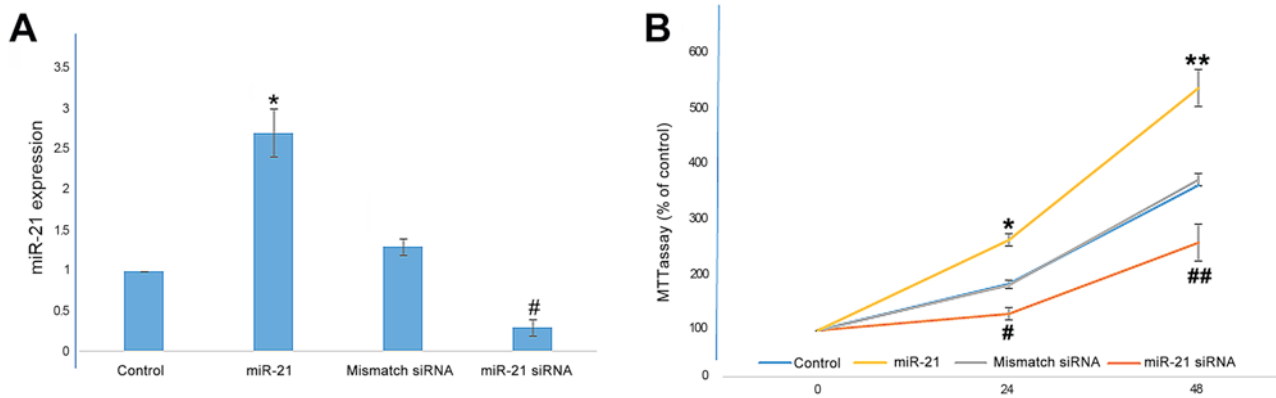 A
miR-21 expression
3.5
3
2.5
2
1.5
1
0.5
0
*
#
Control
miR-21
Mismatch siRNA
miR-21 siRNA
B
MTTassay (% of control)
600
500
400
300
200
100
0
*
**
#
##
Control
miR-21
Mismatch siRNA
miR-21 siRNA
0
24
48